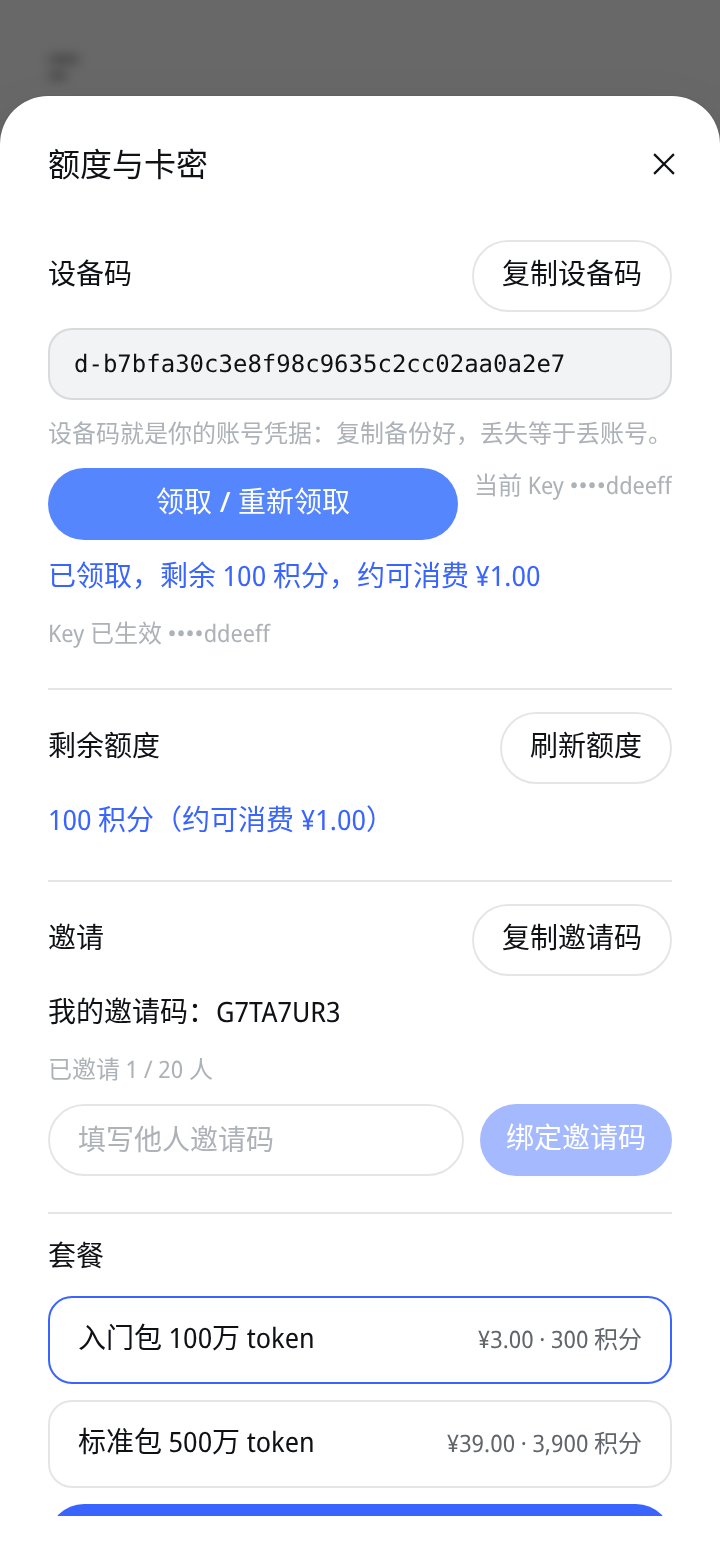 额度与卡密
设备码
复制设备码
d-b7bfa30c3e8f98c9635c2cc02aa0a2e7
设备码就是你的账号凭据：复制备份好，丢失等于丢账号。
领取 / 重新领取
当前 Key ••••ddeeff
已领取，剩余 100 积分，约可消费 ¥1.00
Key 已生效 ••••ddeeff
剩余额度
刷新额度
100 积分（约可消费 ¥1.00）
邀请
复制邀请码
我的邀请码：G7TA7UR3
已邀请 1 / 20 人
填写他人邀请码
绑定邀请码
套餐
入门包 100万 token
¥3.00 · 300 积分
标准包 500万 token
¥39.00 · 3,900 积分